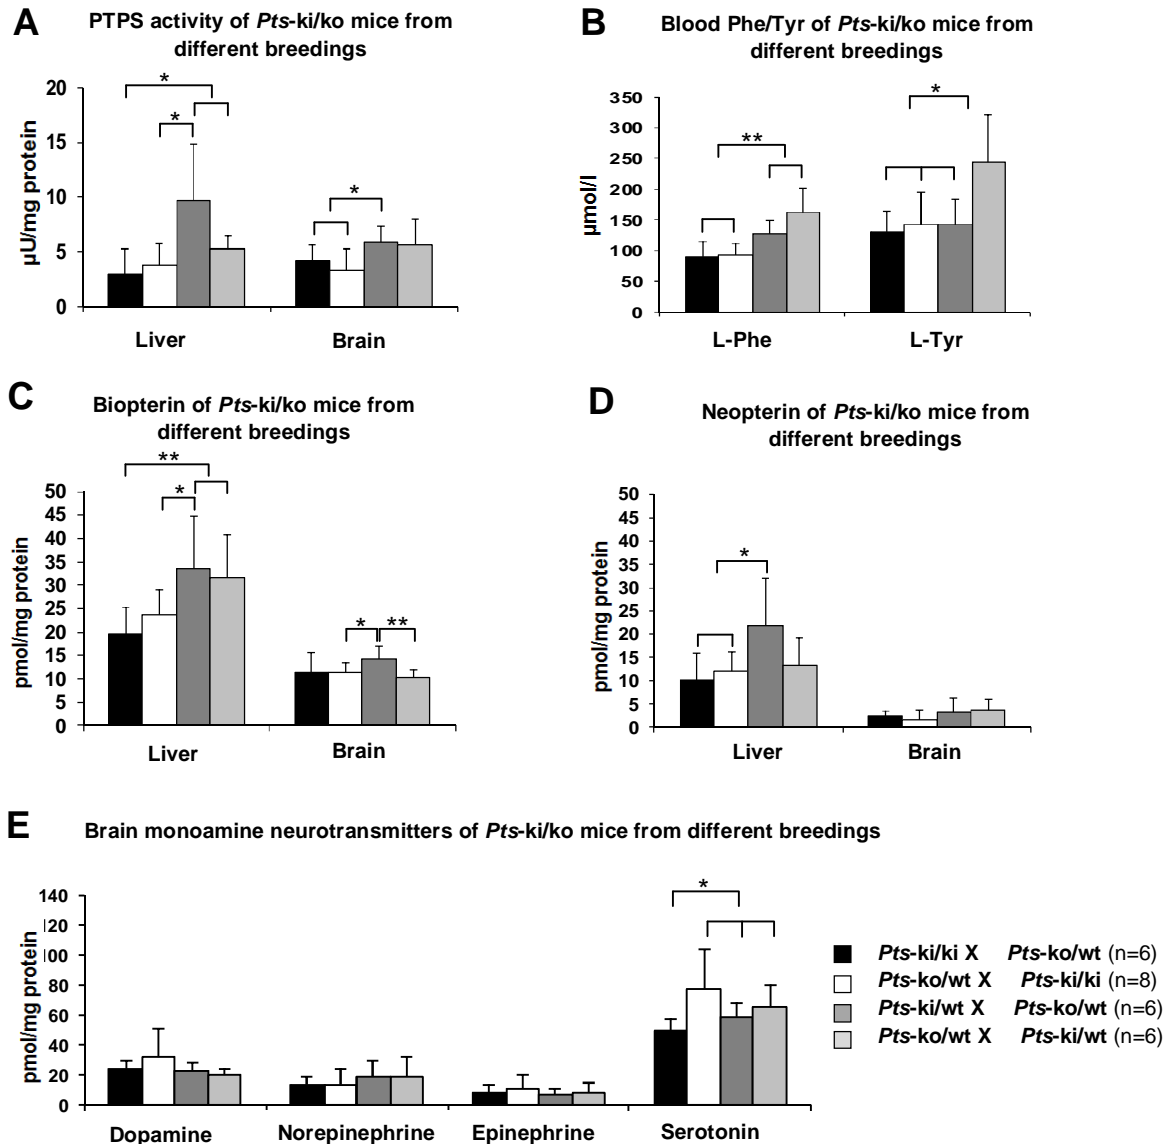 A
PTPS activity of Pts-ki/ko mice from
different breedings
* * *
20
15
10
5
0
µU/mg protein
Liver Brain
B
Blood Phe/Tyr of Pts-ki/ko mice from
different breedings
** *
350
300
250
200
150
100
50
0
µmol/l
L-Phe L-Tyr
C
Biopterin of Pts-ki/ko mice from
different breedings
** * * **
50
45
40
35
30
25
20
15
10
5
0
pmol/mg protein
Liver Brain
D
Neopterin of Pts-ki/ko mice from
different breedings
*
50
45
40
35
30
25
20
15
10
5
0
pmol/mg protein
Liver Brain
E
Brain monoamine neurotransmitters of Pts-ki/ko mice from different breedings
*
140
120
100
80
60
40
20
0
pmol/mg protein
Dopamine Norepinephrine Epinephrine Serotonin
Pts-ki/ki X Pts-ko/wt (n=6)
Pts-ko/wt X Pts-ki/ki (n=8)
Pts-ki/wt X Pts-ko/wt (n=6)
Pts-ko/wt X Pts-ki/wt (n=6)